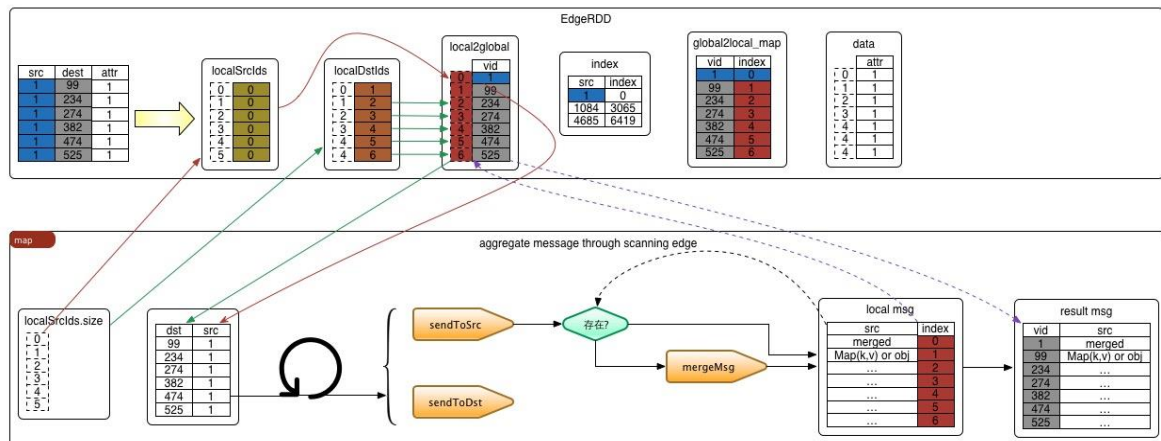 EdgeRDD
src dest attr
1 99 1
1 234 1
1 274 1
1 382 1
1 474 1
1 525 1
localSrcIds
0 0
1 0
2 0
3 0
4 0
5 0
localDstIds
0 1
1 2
2 3
3 4
4 5
4 6
local2global
vid
0 1
1 99
2 234
3 274
4 382
5 474
6 525
index
src index
1 0
1084 3065
4685 6419
global2local_map
vid index
1 0
99 1
234 2
274 3
382 4
474 5
525 6
data
attr
0 1
1 1
2 1
3 1
4 1
4 1
4 1
map
aggregate message through scanning edge
localSrcIds.size
0
1
2
3
4
5
dst src
99 1
234 1
274 1
382 1
474 1
525 1
sendToSrc
sendToDst
存在?
mergeMsg
local msg
src index
merged 0
Map(k,v) or obj 1
... 2
... 3
... 4
... 5
... 6
result msg
vid src
1 merged
99 Map(k,v) or obj
234 ...
274 ...
382 ...
474 ...
525 ...